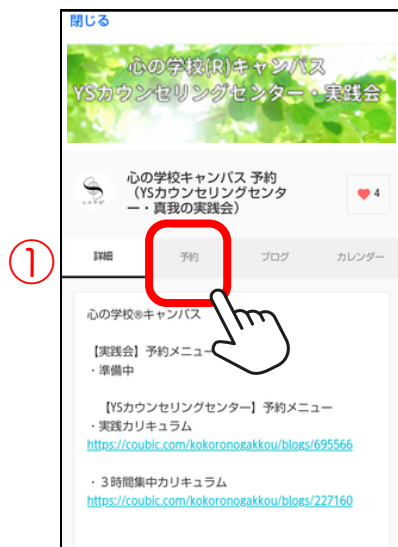 閉じる
心の学校(R)キャンパス
YSカウンセリングセンター・実践会
心の学校キャンパス 予約
（YSカウンセリングセンタ
ー・真我の実践会）
4
①
詳細
予約
ブログ
カレンダー
心の学校®キャンパス
【実践会】予約メニュー
・準備中
【YSカウンセリングセンター】予約メニュー
・実践カリキュラム
https://coubic.com/kokoronogakkou/blogs/695566
・３時間集中カリキュラム
https://coubic.com/kokoronogakkou/blogs/227160